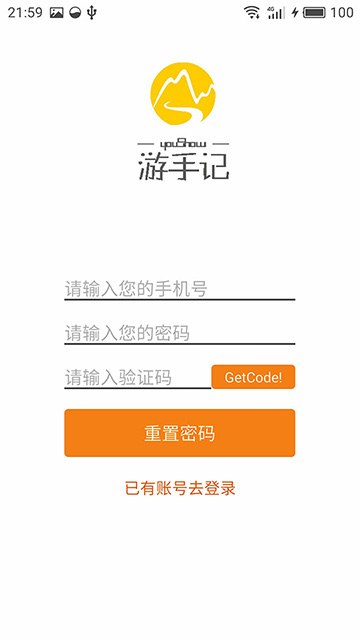 21:59 4G 100
youShow
游手记
请输入您的手机号
请输入您的密码
请输入验证码 GetCode!
重置密码
已有账号去登录